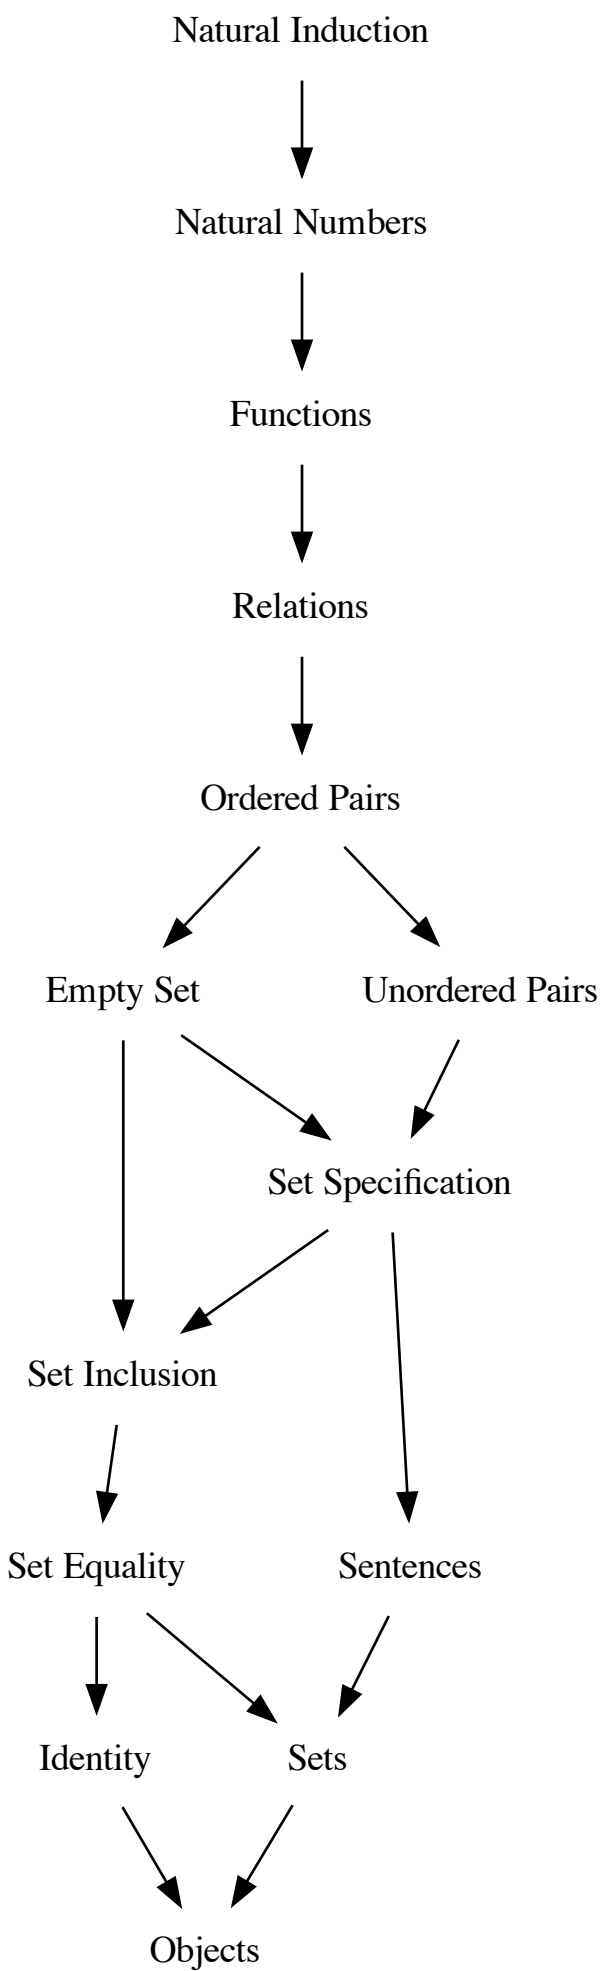 Natural Induction
Natural Numbers
Functions
Relations
Ordered Pairs
Empty Set
Unordered Pairs
Set Specification
Set Inclusion
Set Equality
Sentences
Identity
Sets
Objects